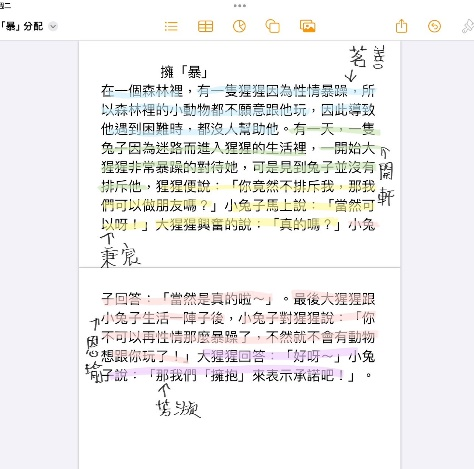 週二
「暴」分配
茗
擁「暴」
在一個森林裡，有一隻猩猩因為性情暴躁，所
以森林裡的小動物都不願意跟他玩，因此導致
他遇到困難時，都沒人幫助他。有一天，一隻
兔子因為迷路而進入猩猩的生活裡，一開始大
猩猩非常暴躁的對待她，可是見到兔子並沒有
排斥他，猩猩便說：「你竟然不排斥我，那我
們可以做朋友嗎？」小兔子馬上說：「當然可
以呀！」大猩猩興奮的說：「真的嗎？」小兔
開軒
秉宸
子回答：「當然是真的啦～」。最後大猩猩跟
小兔子生活一陣子後，小兔子對猩猩說：「你
不可以再性情那麼暴躁了，不然就不會有動物
想跟你玩了！」大猩猩回答：「好呀～」小兔
子說：「那我們「擁抱」來表示承諾吧！」。
恩瑜